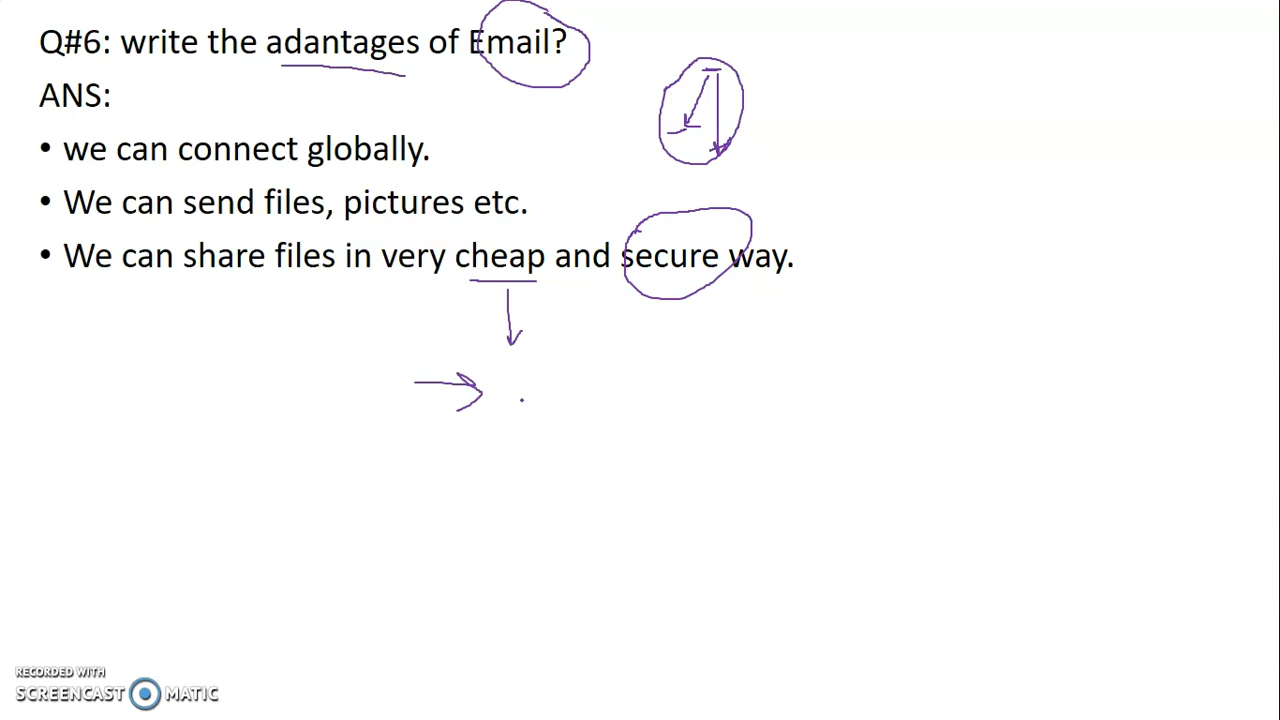 Q#6: write the adantages of Email?
ANS:
• we can connect globally.
• We can send files, pictures etc.
• We can share files in very cheap and secure way.
RECORDED WITH
SCREENCAST MATIC